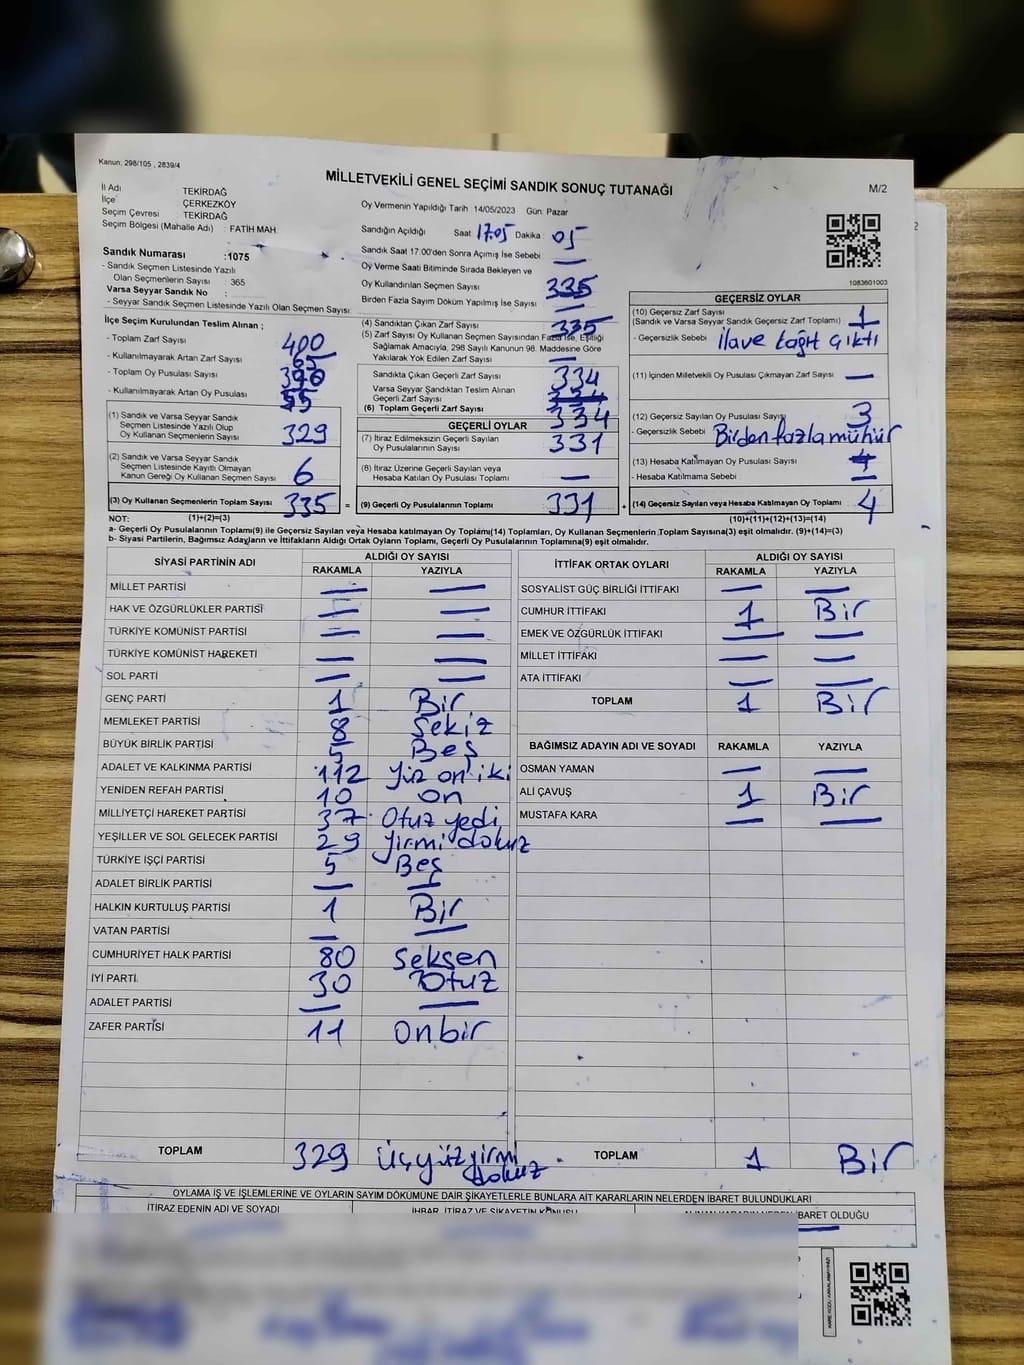 Kanun; 298/105 , 2839/4
MİLLETVEKİLİ GENEL SEÇİMİ SANDIK SONUÇ TUTANAĞI
M/2
İl Adı : TEKİRDAĞ
İlçe : ÇERKEZKÖY
Seçim Çevresi : TEKİRDAĞ
Seçim Bölgesi (Mahalle Adı) : FATİH MAH.
Sandık Numarası :1075
- Sandık Seçmen Listesinde Yazılı
Olan Seçmenlerin Sayısı : 365
Varsa Seyyar Sandık No :
- Seyyar Sandık Seçmen Listesinde Yazılı Olan Seçmen Sayısı:
Oy Vermenin Yapıldığı Tarih :14/05/2023 Gün: Pazar
Sandığın Açıldığı Saat: 17.05 Dakika : 05
Sandık Saat 17:00'den Sonra Açımış İse Sebebi —
Oy Verme Saati Bitiminde Sırada Bekleyen ve
Oy Kullandırılan Seçmen Sayısı 335
Birden Fazla Sayım Döküm Yapılmış İse Sayısı —
1083601003
İlçe Seçim Kurulundan Teslim Alınan ;
- Toplam Zarf Sayısı : 400
- Kullanılmayarak Artan Zarf Sayısı : 65
- Toplam Oy Pusulası Sayısı :
- Kullanılmayarak Artan Oy Pusulası Sayısı :
(1) Sandık ve Varsa Seyyar Sandık
Seçmen Listesinde Yazılı Olup
Oy Kullanan Seçmenlerin Sayısı 329
(2) Sandık ve Varsa Seyyar Sandık
Seçmen Listesinde Kayıtlı Olmayan
Kanun Gereği Oy Kullanan Seçmen Sayısı 6
(3) Oy Kullanan Seçmenlerin Toplam Sayısı 335 =
(4) Sandıktan Çıkan Zarf Sayısı 335
(5) Zarf Sayısı Oy Kullanan Seçmen Sayısından Fazla İse, Eşitliği
Sağlamak Amacıyla, 298 Sayılı Kanunun 98. Maddesine Göre
Yakılarak Yok Edilen Zarf Sayısı —
Sandıkta Çıkan Geçerli Zarf Sayısı 334
Varsa Seyyar Sandıktan Teslim Alınan
Geçerli Zarf Sayısı
(6) Toplam Geçerli Zarf Sayısı 334
GEÇERLİ OYLAR
(7) İtiraz Edilmeksizin Geçerli Sayılan
Oy Pusulalarının Sayısı 331
(8) İtiraz Üzerine Geçerli Sayılan veya
Hesaba Katılan Oy Pusulası Toplamı —
(9) Geçerli Oy Pusulalarının Toplamı 331 +
GEÇERSİZ OYLAR
(10) Geçersiz Zarf Sayısı
(Sandık ve Varsa Seyyar Sandık Geçersiz Zarf Toplamı) 1
- Geçersizlik Sebebi ilave kağıt çıktı
(11) İçinden Milletvekili Oy Pusulası Çıkmayan Zarf Sayısı —
(12) Geçersiz Sayılan Oy Pusulası Sayısı 3
- Geçersizlik Sebebi Birden fazla mühür
(13) Hesaba Katılmayan Oy Pusulası Sayısı
- Hesaba Katılmama Sebebi —
(14) Geçersiz Sayılan veya Hesaba Katılmayan Oy Toplamı 4
NOT: (1)+(2)=(3)
(10)+(11)+(12)+(13)=(14)
a- Geçerli Oy Pusulalarının Toplamı(9) ile Geçersiz Sayılan veya Hesaba katılmayan Oy Toplamı(14) Toplamları, Oy Kullanan Seçmenlerin Toplam Sayısına(3) eşit olmalıdır. (9)+(14)=(3)
b- Siyasi Partilerin, Bağımsız Adayların ve İttifakların Aldığı Ortak Oyların Toplamı, Geçerli Oy Pusulalarının Toplamına(9) eşit olmalıdır.
SİYASİ PARTİNİN ADI ALDIĞI OY SAYISI
RAKAMLA YAZIYLA
MİLLET PARTİSİ — —
HAK VE ÖZGÜRLÜKLER PARTİSİ — —
TÜRKİYE KOMÜNİST PARTİSİ — —
TÜRKİYE KOMÜNİST HAREKETİ — —
SOL PARTİ — —
GENÇ PARTİ 1 Bir
MEMLEKET PARTİSİ 8 Sekiz
BÜYÜK BİRLİK PARTİSİ 5 Beş
ADALET VE KALKINMA PARTİSİ 112 Yüz on iki
YENİDEN REFAH PARTİSİ 10 on
MİLLİYETÇİ HAREKET PARTİSİ 37 Otuz yedi
YEŞİLLER VE SOL GELECEK PARTİSİ 29 yirmi dokuz
TÜRKİYE İŞÇİ PARTİSİ 5 Beş
ADALET BİRLİK PARTİSİ — —
HALKIN KURTULUŞ PARTİSİ 1 Bir
VATAN PARTİSİ — —
CUMHURİYET HALK PARTİSİ 80 Seksen
İYİ PARTİ 30 Otuz
ADALET PARTİSİ — —
ZAFER PARTİSİ 11 Onbir
TOPLAM 329 Üçyüzyirmi dokuz
İTTİFAK ORTAK OYLARI ALDIĞI OY SAYISI
RAKAMLA YAZIYLA
SOSYALİST GÜÇ BİRLİĞİ İTTİFAKI — —
CUMHUR İTTİFAKI 1 Bir
EMEK VE ÖZGÜRLÜK İTTİFAKI — —
MİLLET İTTİFAKI — —
ATA İTTİFAKI — —
TOPLAM 1 Bir
BAĞIMSIZ ADAYIN ADI VE SOYADI RAKAMLA YAZIYLA
OSMAN YAMAN — —
ALİ ÇAVUŞ 1 Bir
MUSTAFA KARA — —
TOPLAM 1 Bir
OYLAMA İŞ VE İŞLEMLERİNE VE OYLARIN SAYIM DÖKÜMÜNE DAİR ŞİKAYETLERLE BUNLARA AİT KARARLARIN NELERDEN İBARET BULUNDUKLARI
İTİRAZ EDENİN ADI VE SOYADI İHBAR, İTİRAZ VE ŞİKAYETİN KONUSU ALINAN KARARIN NEDEN İBARET OLDUĞU